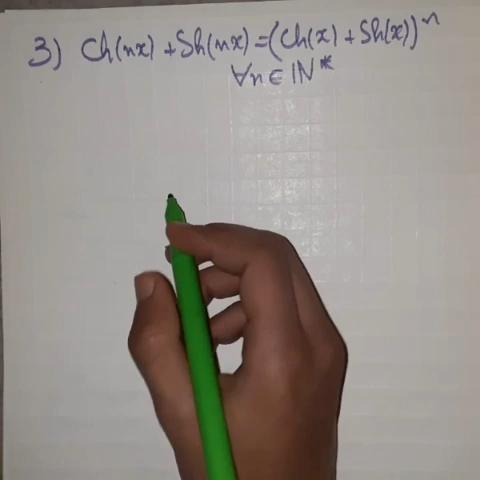 3) Ch(nx) + Sh(nx) = (Ch(x) + Sh(x))^n
∀n ∈ IN*